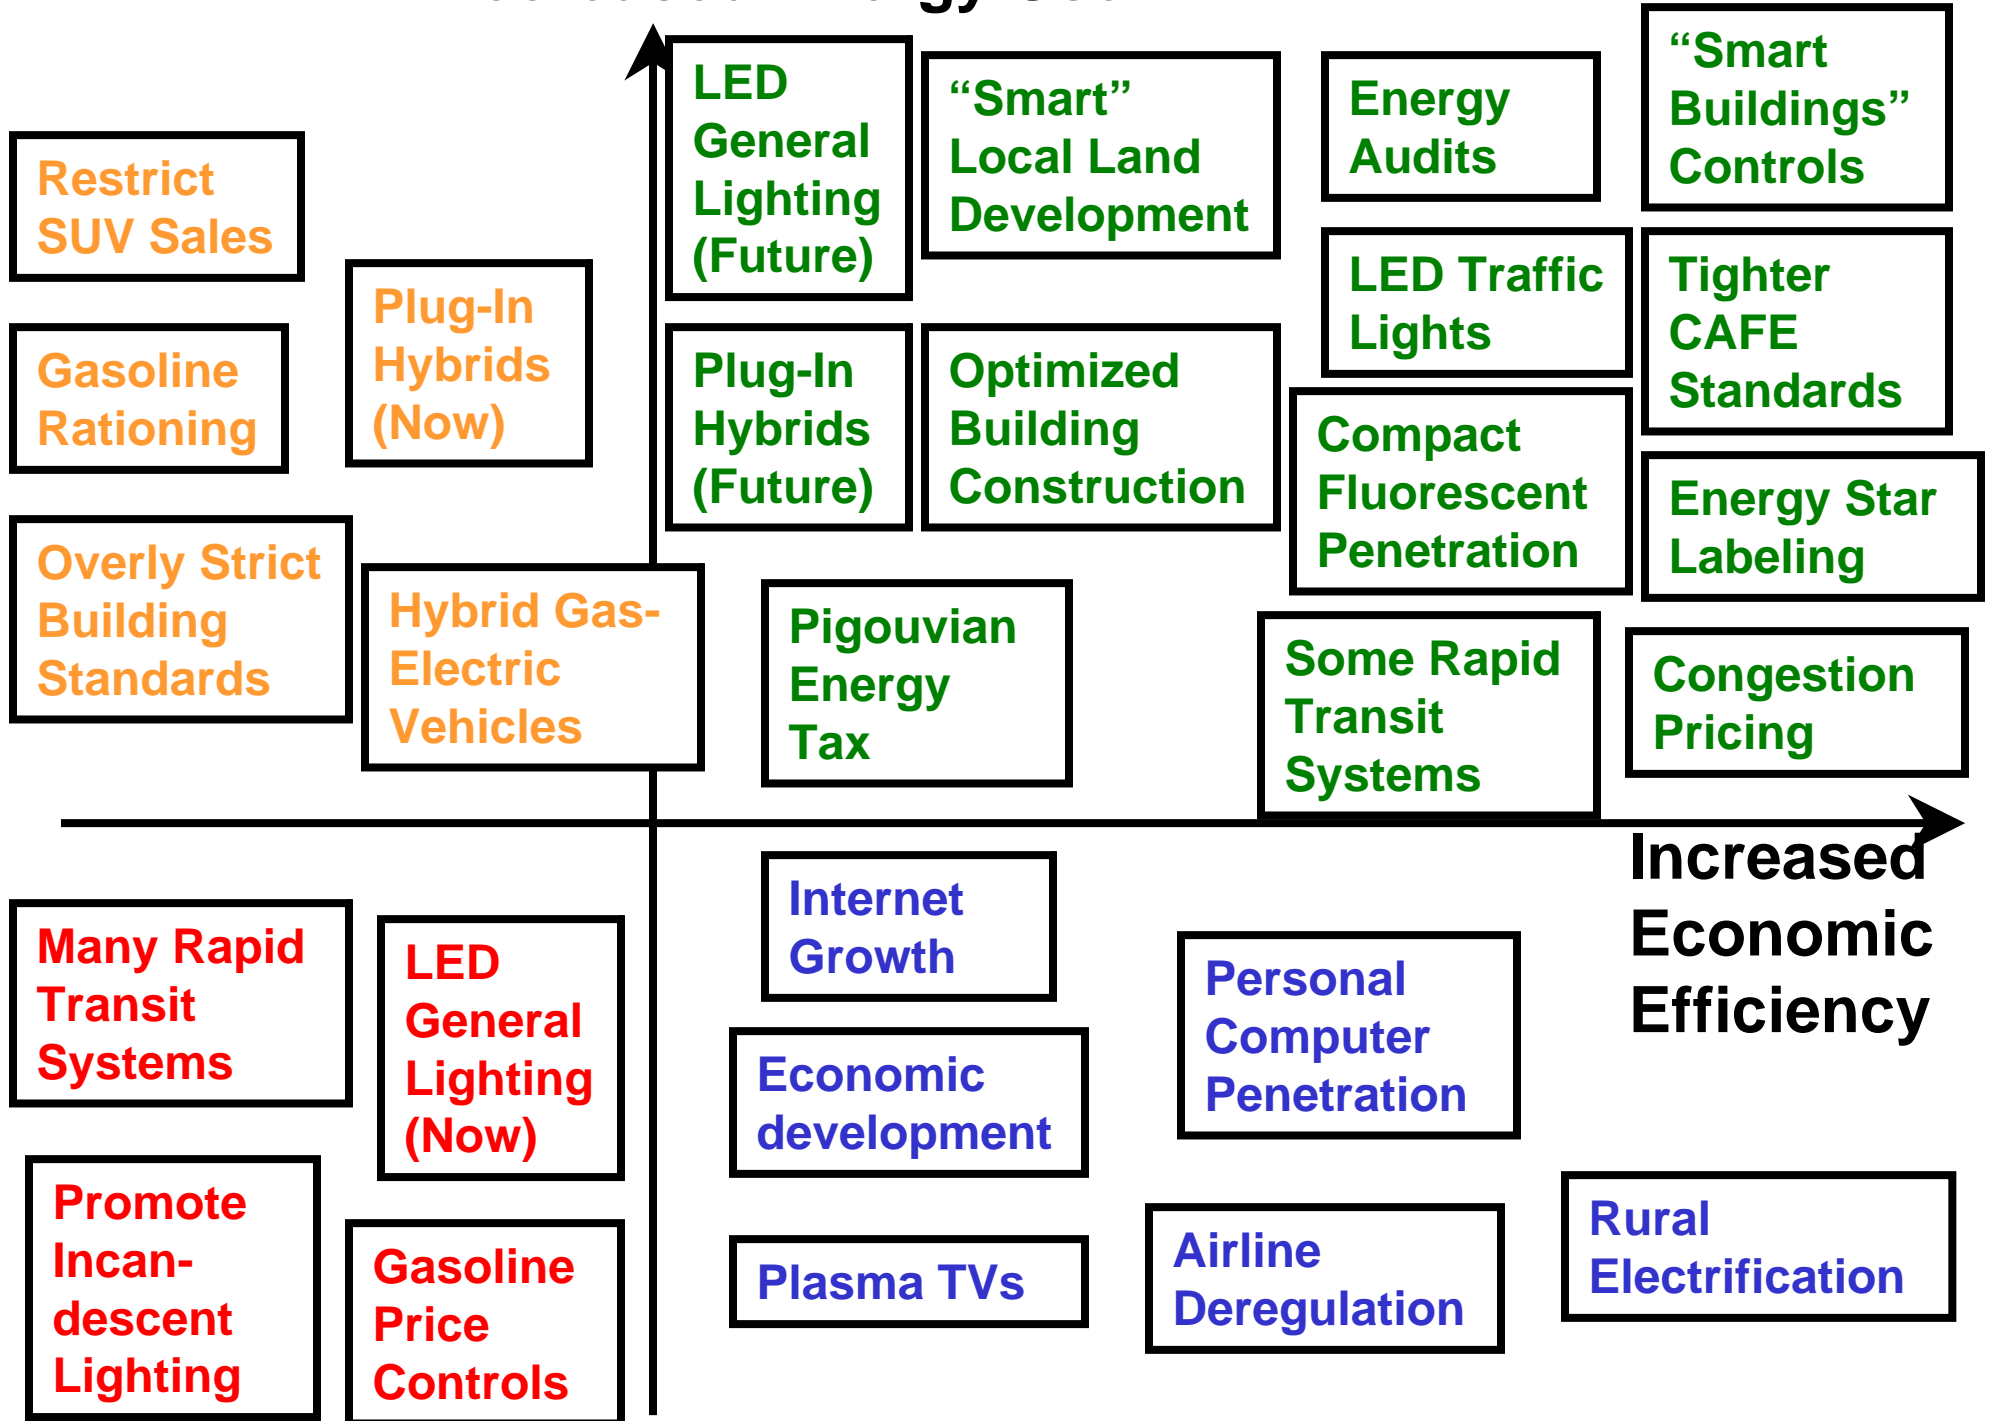 “Smart
Buildings”
Controls
LED
General
Lighting
(Future)
“Smart”
Local Land
Development
Energy
Audits
Restrict
SUV Sales
Plug-In
Hybrids
(Now)
LED Traffic
Lights
Tighter
CAFE
Standards
Gasoline
Rationing
Plug-In
Hybrids
(Future)
Optimized
Building
Construction
Compact
Fluorescent
Penetration
Energy Star
Labeling
Overly Strict
Building
Standards
Hybrid Gas-
Electric
Vehicles
Pigouvian
Energy
Tax
Some Rapid
Transit
Systems
Congestion
Pricing
Increased
Economic
Efficiency
Internet
Growth
Many Rapid
Transit
Systems
LED
General
Lighting
(Now)
Personal
Computer
Penetration
Economic
development
Promote
Incan-
descent
Lighting
Gasoline
Price
Controls
Plasma TVs
Airline
Deregulation
Rural
Electrification